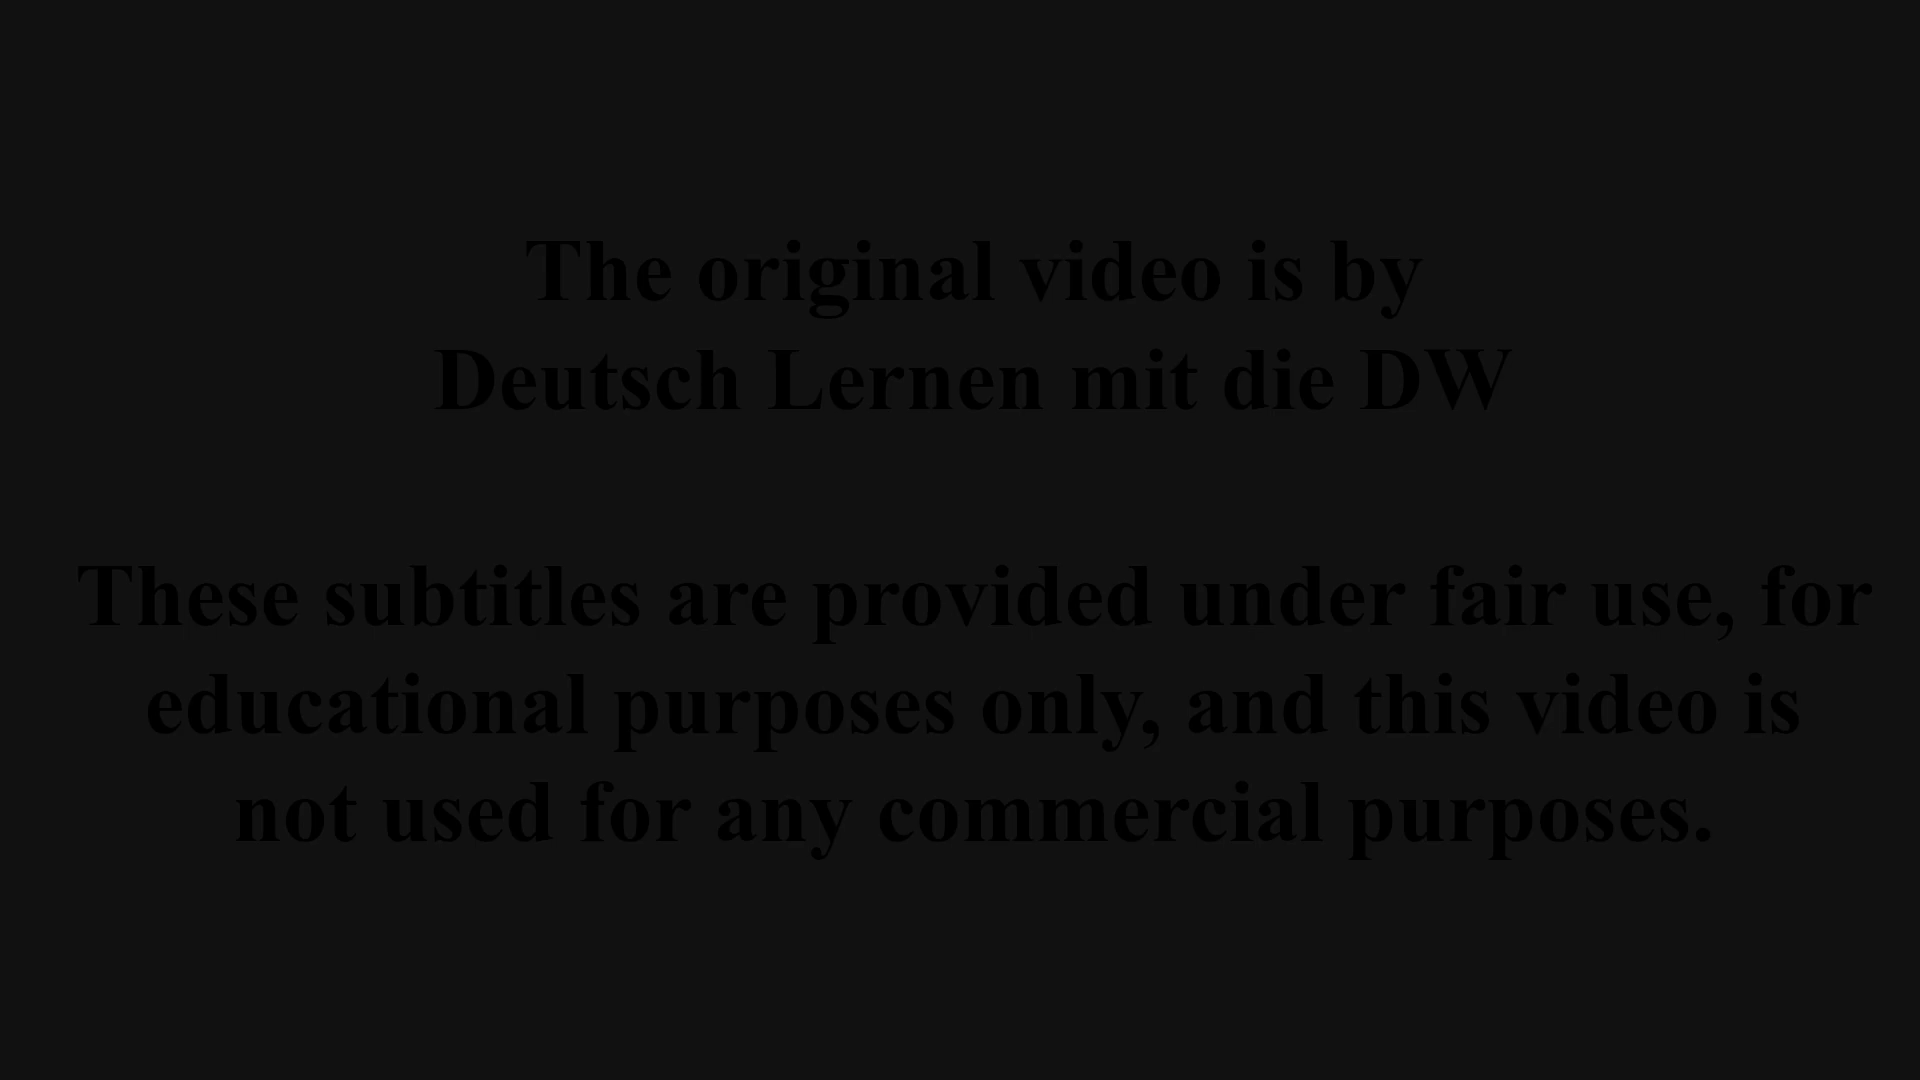 The original video is by
Deutsch Lernen mit die DW
These subtitles are provided under fair use, for
educational purposes only, and this video is
not used for any commercial purposes.